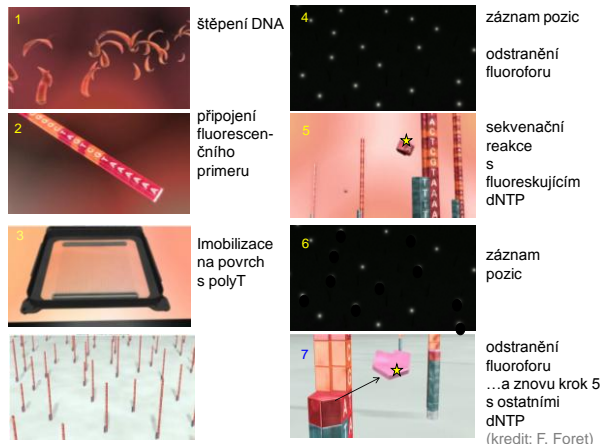 1
štěpení DNA
2
připojení
fluorescen-
čního
primeru
3
Imobilizace
na povrch
s polyT
4
záznam pozic
odstranění
fluoroforu
5
sekvenační
reakce
s
fluoreskujícím
dNTP
6
záznam
pozic
7
odstranění
fluoroforu
…a znovu krok 5
s ostatními
dNTP
(kredit: F. Foret)